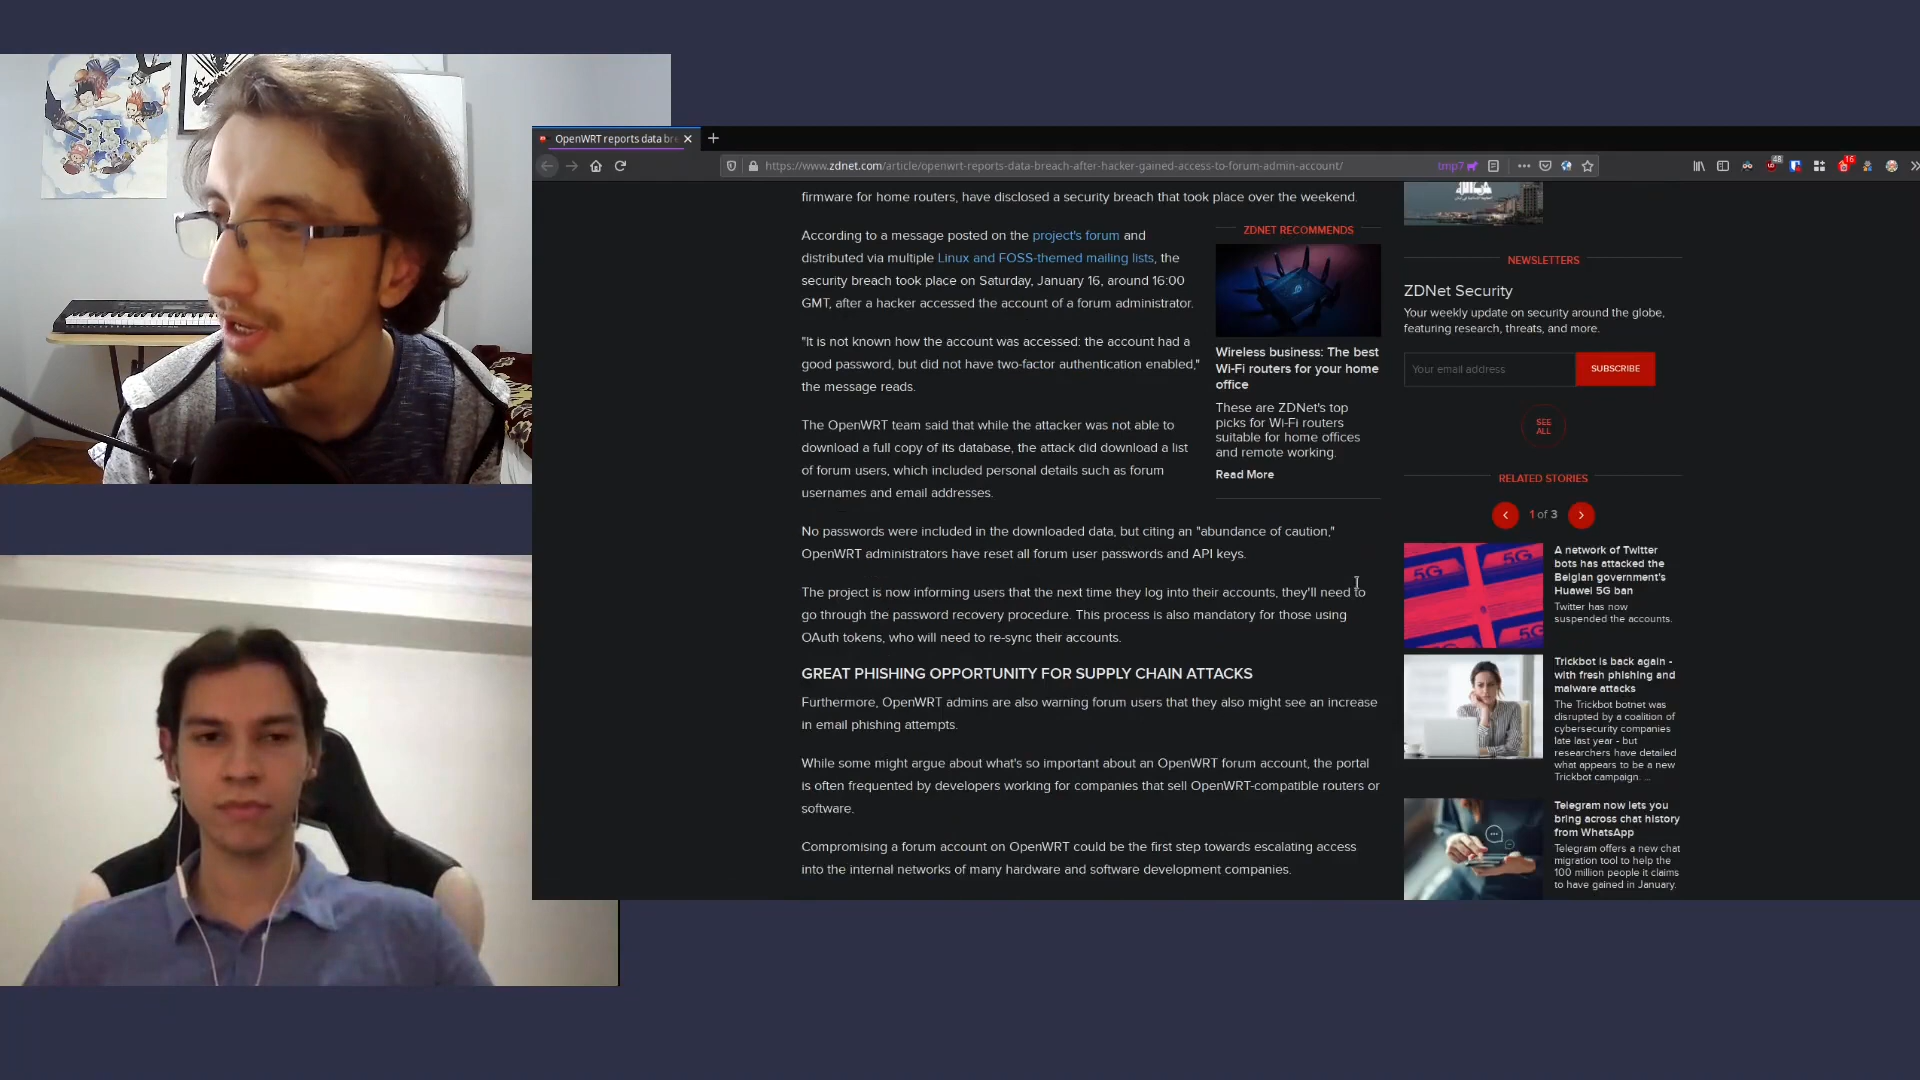 OpenWRT reports data bre
https://www.zdnet.com/article/openwrt-reports-data-breach-after-hacker-gained-access-to-forum-admin-account/
tmp7
48
16
firmware for home routers, have disclosed a security breach that took place over the weekend.
According to a message posted on the project's forum and
distributed via multiple Linux and FOSS-themed mailing lists, the
security breach took place on Saturday, January 16, around 16:00
GMT, after a hacker accessed the account of a forum administrator.
"It is not known how the account was accessed: the account had a
good password, but did not have two-factor authentication enabled,"
the message reads.
The OpenWRT team said that while the attacker was not able to
download a full copy of its database, the attack did download a list
of forum users, which included personal details such as forum
usernames and email addresses.
No passwords were included in the downloaded data, but citing an "abundance of caution,"
OpenWRT administrators have reset all forum user passwords and API keys.
The project is now informing users that the next time they log into their accounts, they'll need to
go through the password recovery procedure. This process is also mandatory for those using
OAuth tokens, who will need to re-sync their accounts.
GREAT PHISHING OPPORTUNITY FOR SUPPLY CHAIN ATTACKS
Furthermore, OpenWRT admins are also warning forum users that they also might see an increase
in email phishing attempts.
While some might argue about what's so important about an OpenWRT forum account, the portal
is often frequented by developers working for companies that sell OpenWRT-compatible routers or
software.
Compromising a forum account on OpenWRT could be the first step towards escalating access
into the internal networks of many hardware and software development companies.
ZDNET RECOMMENDS
Wireless business: The best
Wi-Fi routers for your home
office
These are ZDNet's top
picks for Wi-Fi routers
suitable for home offices
and remote working.
Read More
NEWSLETTERS
ZDNet Security
Your weekly update on security around the globe,
featuring research, threats, and more.
Your email address
SUBSCRIBE
SEE
ALL
RELATED STORIES
1 of 3
5G
5G
5G
A network of Twitter
bots has attacked the
Belgian government's
Huawei 5G ban
Twitter has now
suspended the accounts.
Trickbot is back again -
with fresh phishing and
malware attacks
The Trickbot botnet was
disrupted by a coalition of
cybersecurity companies
late last year - but
researchers have detailed
what appears to be a new
Trickbot campaign. ...
Telegram now lets you
bring across chat history
from WhatsApp
Telegram offers a new chat
migration tool to help the
100 million people it claims
to have gained in January.